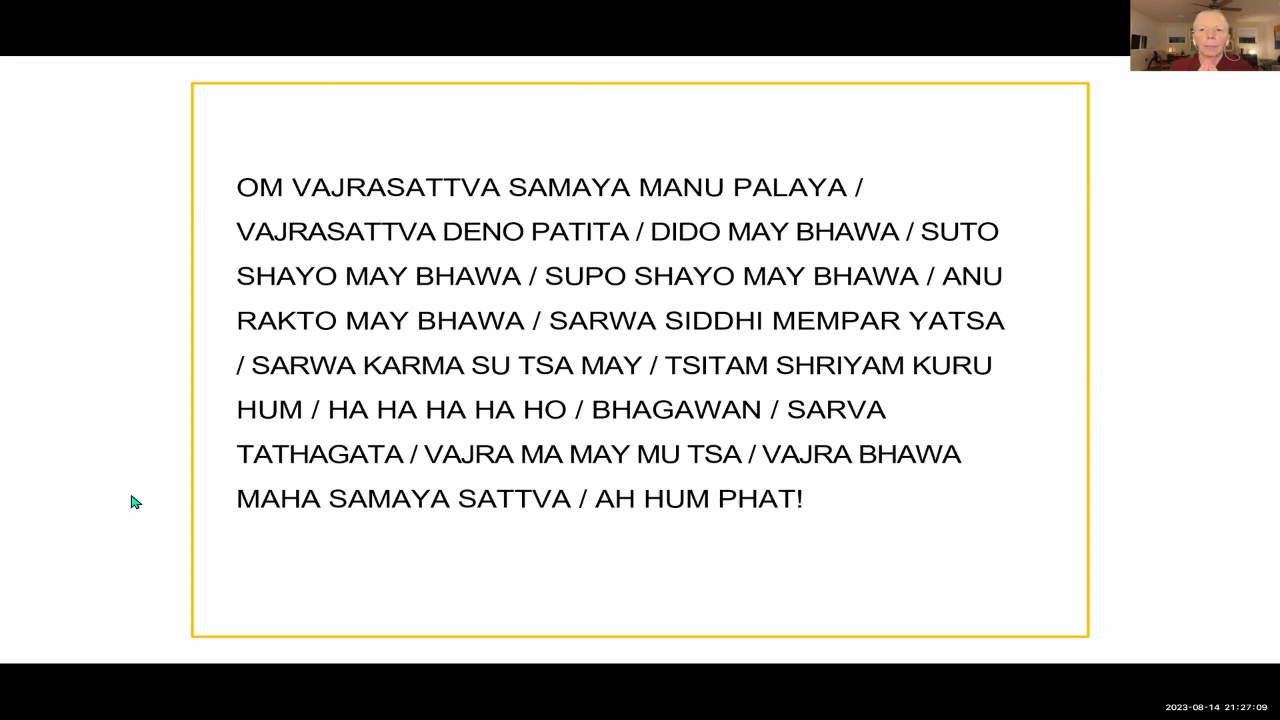 OM VAJRASATTVA SAMAYA MANU PALAYA /
VAJRASATTVA DENO PATITA / DIDO MAY BHAWA / SUTO
SHAYO MAY BHAWA / SUPO SHAYO MAY BHAWA / ANU
RAKTO MAY BHAWA / SARWA SIDDHI MEMPAR YATSA
/ SARWA KARMA SU TSA MAY / TSITAM SHRIYAM KURU
HUM / HA HA HA HA HO / BHAGAWAN / SARVA
TATHAGATA / VAJRA MA MAY MU TSA / VAJRA BHAWA
MAHA SAMAYA SATTVA / AH HUM PHAT!
2023-08-14 21:27:09